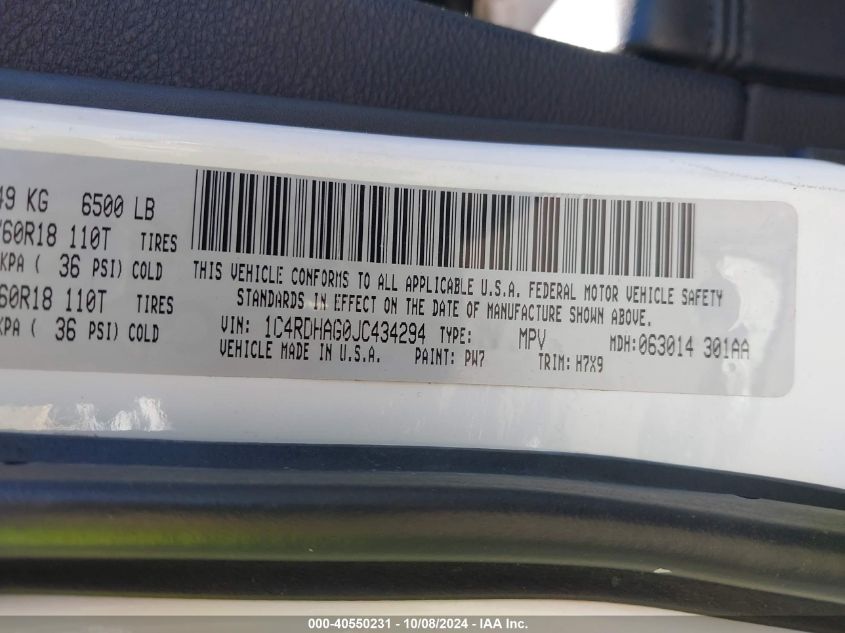 49 KG 6500 LB
/60R18 110T TIRES
KPA ( 36 PSI) COLD
60R18 110T TIRES
KPA ( 36 PSI) COLD
THIS VEHICLE CONFORMS TO ALL APPLICABLE U.S.A. FEDERAL MOTOR VEHICLE SAFETY
STANDARDS IN EFFECT ON THE DATE OF MANUFACTURE SHOWN ABOVE.
VIN: 1C4RDHAG0JC434294 TYPE: MPV MDH: 063014 301AA
VEHICLE MADE IN U.S.A. PAINT: PW7 TRIM: H7X9
000-40550231 - 10/08/2024 - IAA Inc.